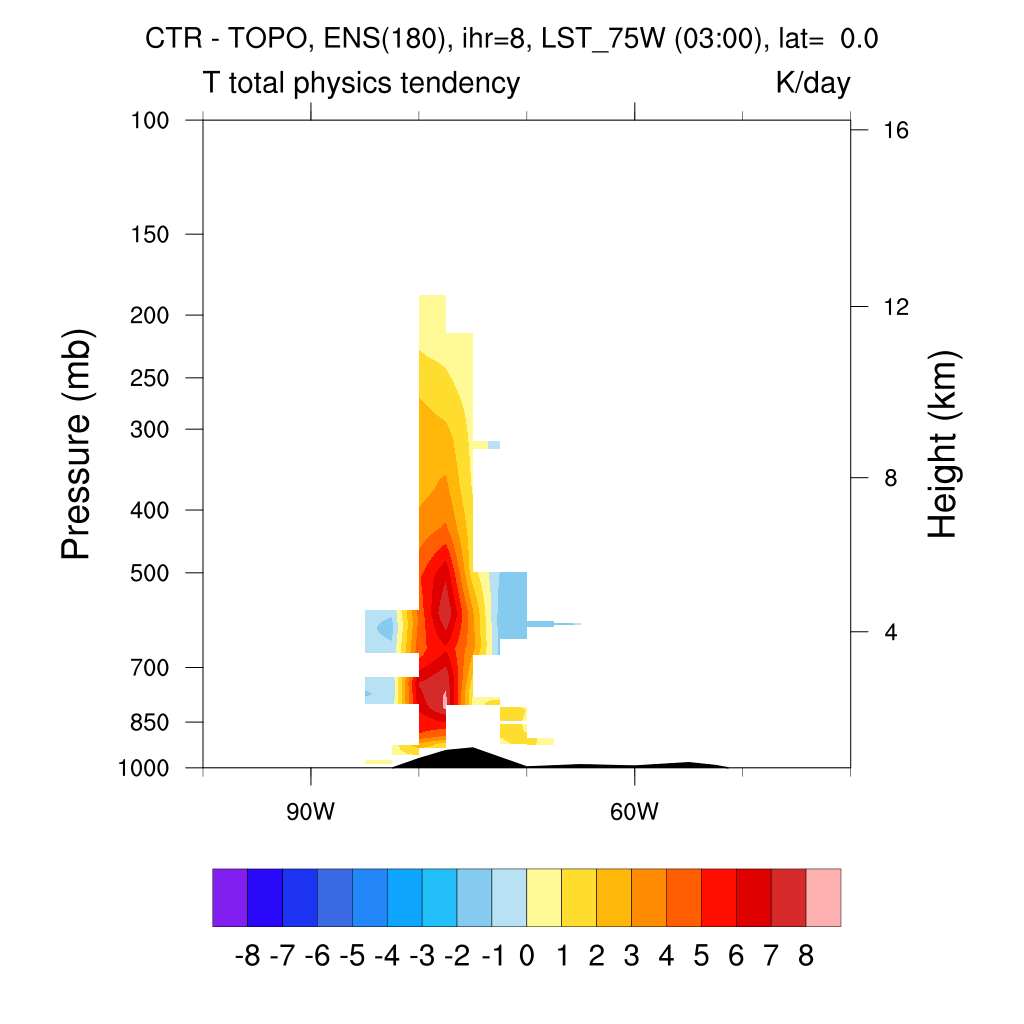 CTR - TOPO, ENS(180), ihr=8, LST_75W (03:00), lat= 0.0
T total physics tendency K/day
100
150
200
250
300
400
500
700
850
1000
Pressure (mb)
16
12
8
4
Height (km)
90W 60W
-8 -7 -6 -5 -4 -3 -2 -1 0 1 2 3 4 5 6 7 8